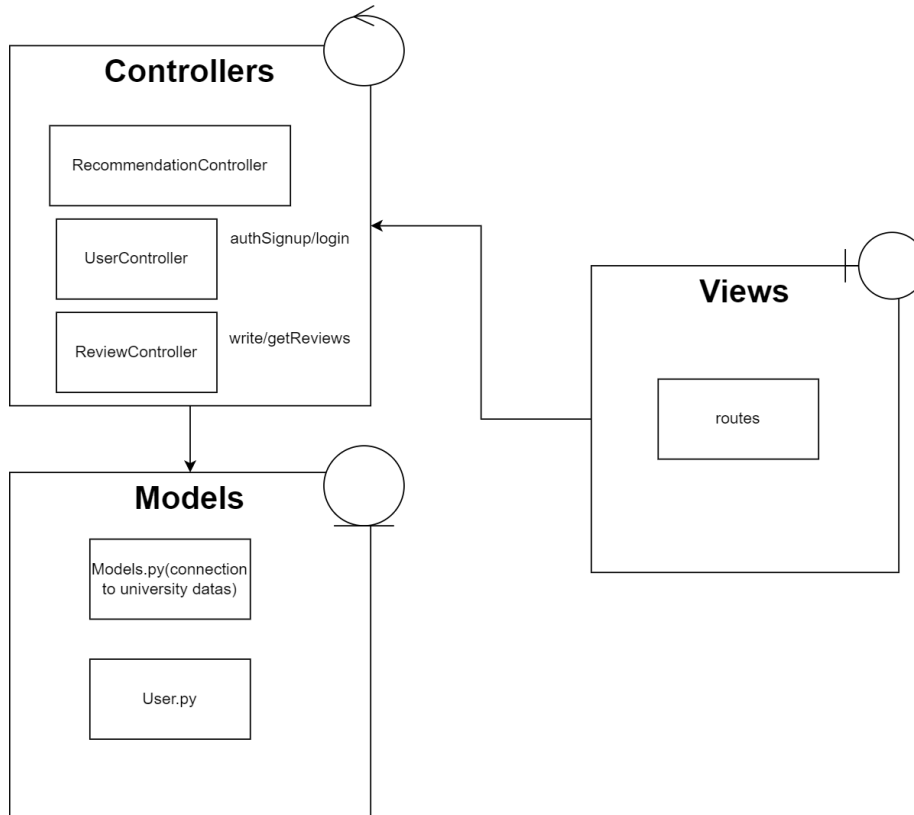 Controllers
RecommendationController
UserController
authSignup/login
ReviewController
write/getReviews
Views
routes
Models
Models.py(connection
to university datas)
User.py